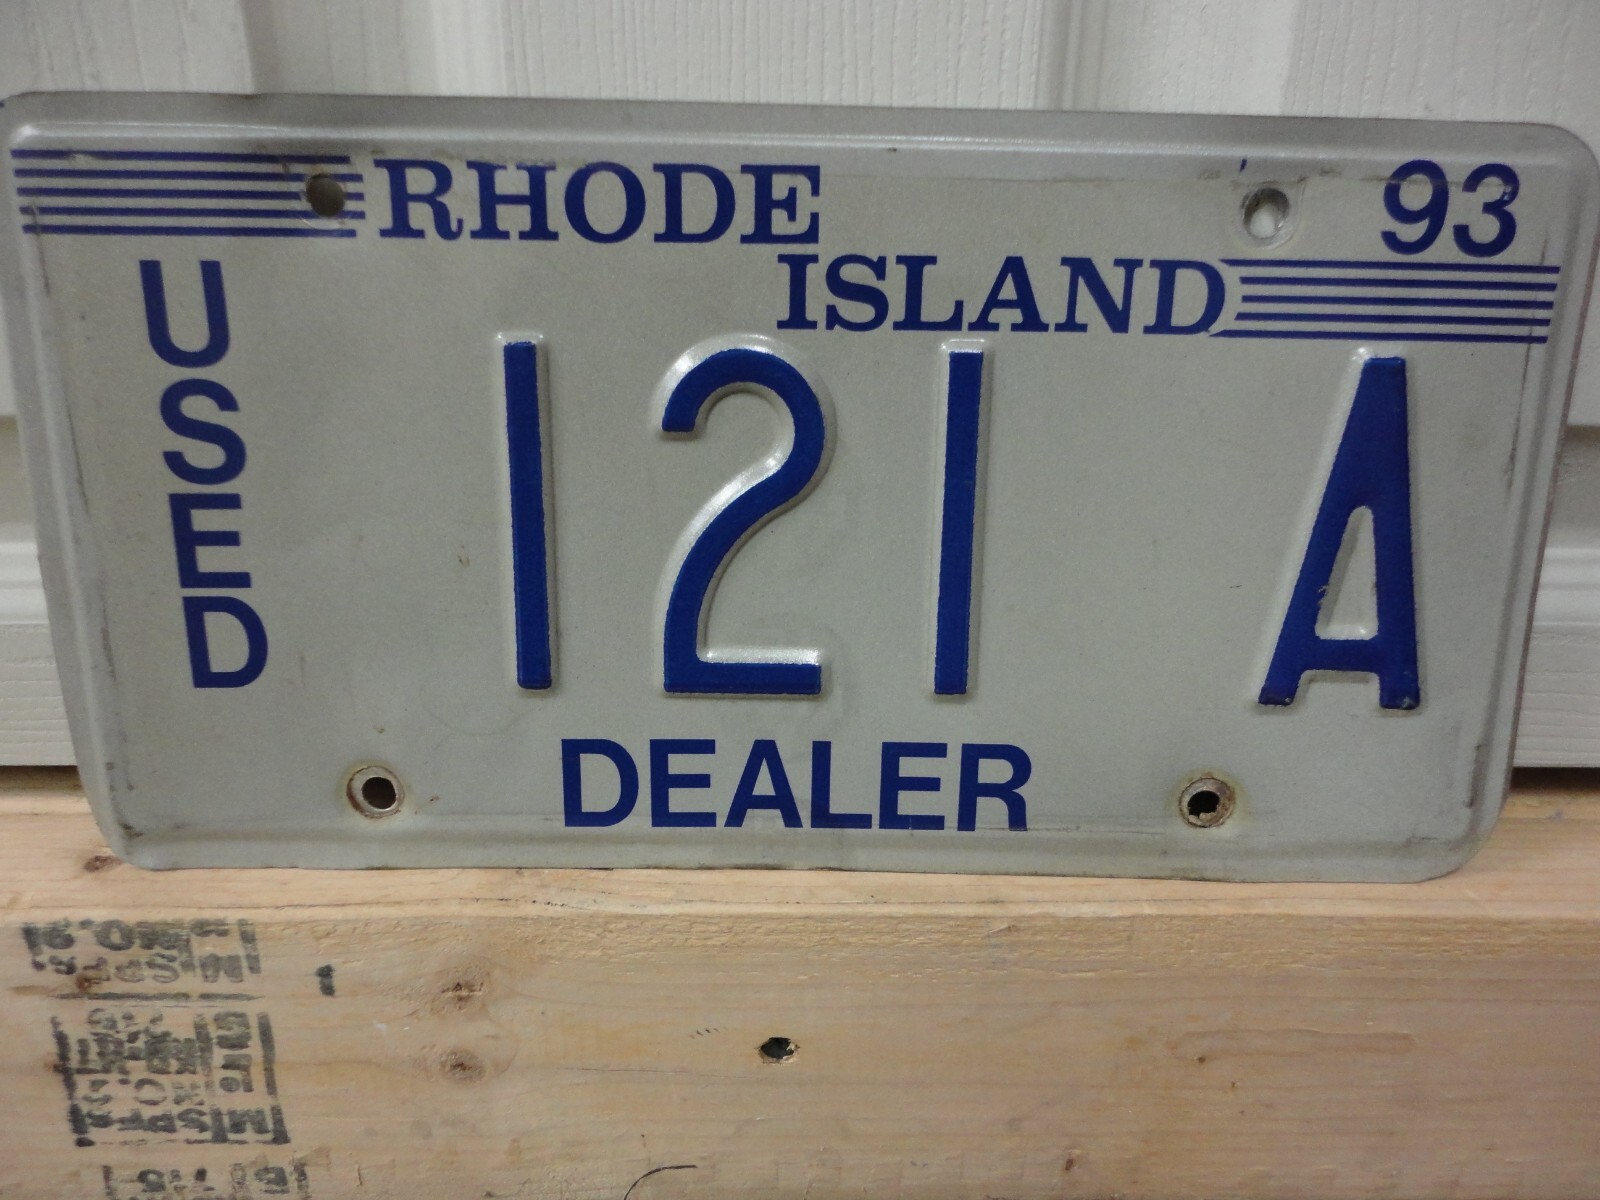 RHODE 93
ISLAND
USED
121 A
DEALER